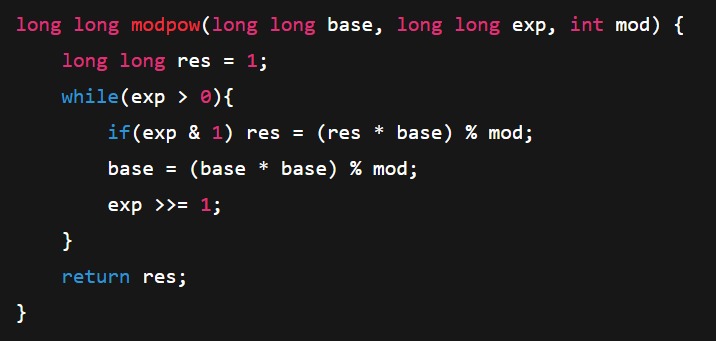 long long modpow(long long base, long long exp, int mod) {
    long long res = 1;
    while(exp > 0){
        if(exp & 1) res = (res * base) % mod;
        base = (base * base) % mod;
        exp >>= 1;
    }
    return res;
}